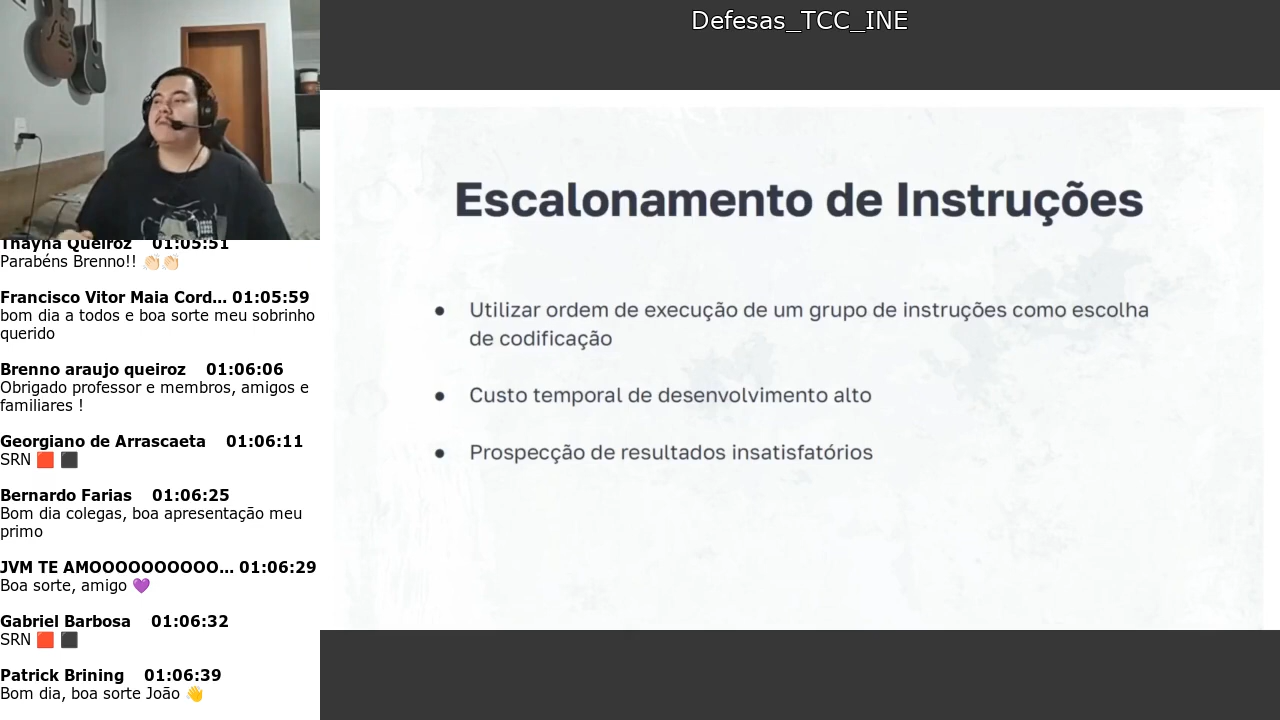 Defesas_TCC_INE
Escalonamento de Instruções
● Utilizar ordem de execução de um grupo de instruções como escolha
de codificação
● Custo temporal de desenvolvimento alto
● Prospecção de resultados insatisfatórios
Thayna Queiroz 01:05:51
Parabéns Brenno!! 👏🏻👏🏻
Francisco Vitor Maia Cord... 01:05:59
bom dia a todos e boa sorte meu sobrinho
querido
Brenno araujo queiroz 01:06:06
Obrigado professor e membros, amigos e
familiares !
Georgiano de Arrascaeta 01:06:11
SRN 🟥 ⬛
Bernardo Farias 01:06:25
Bom dia colegas, boa apresentação meu
primo
JVM TE AMOOOOOOOOOO... 01:06:29
Boa sorte, amigo 💜
Gabriel Barbosa 01:06:32
SRN 🟥 ⬛
Patrick Brining 01:06:39
Bom dia, boa sorte João 👋